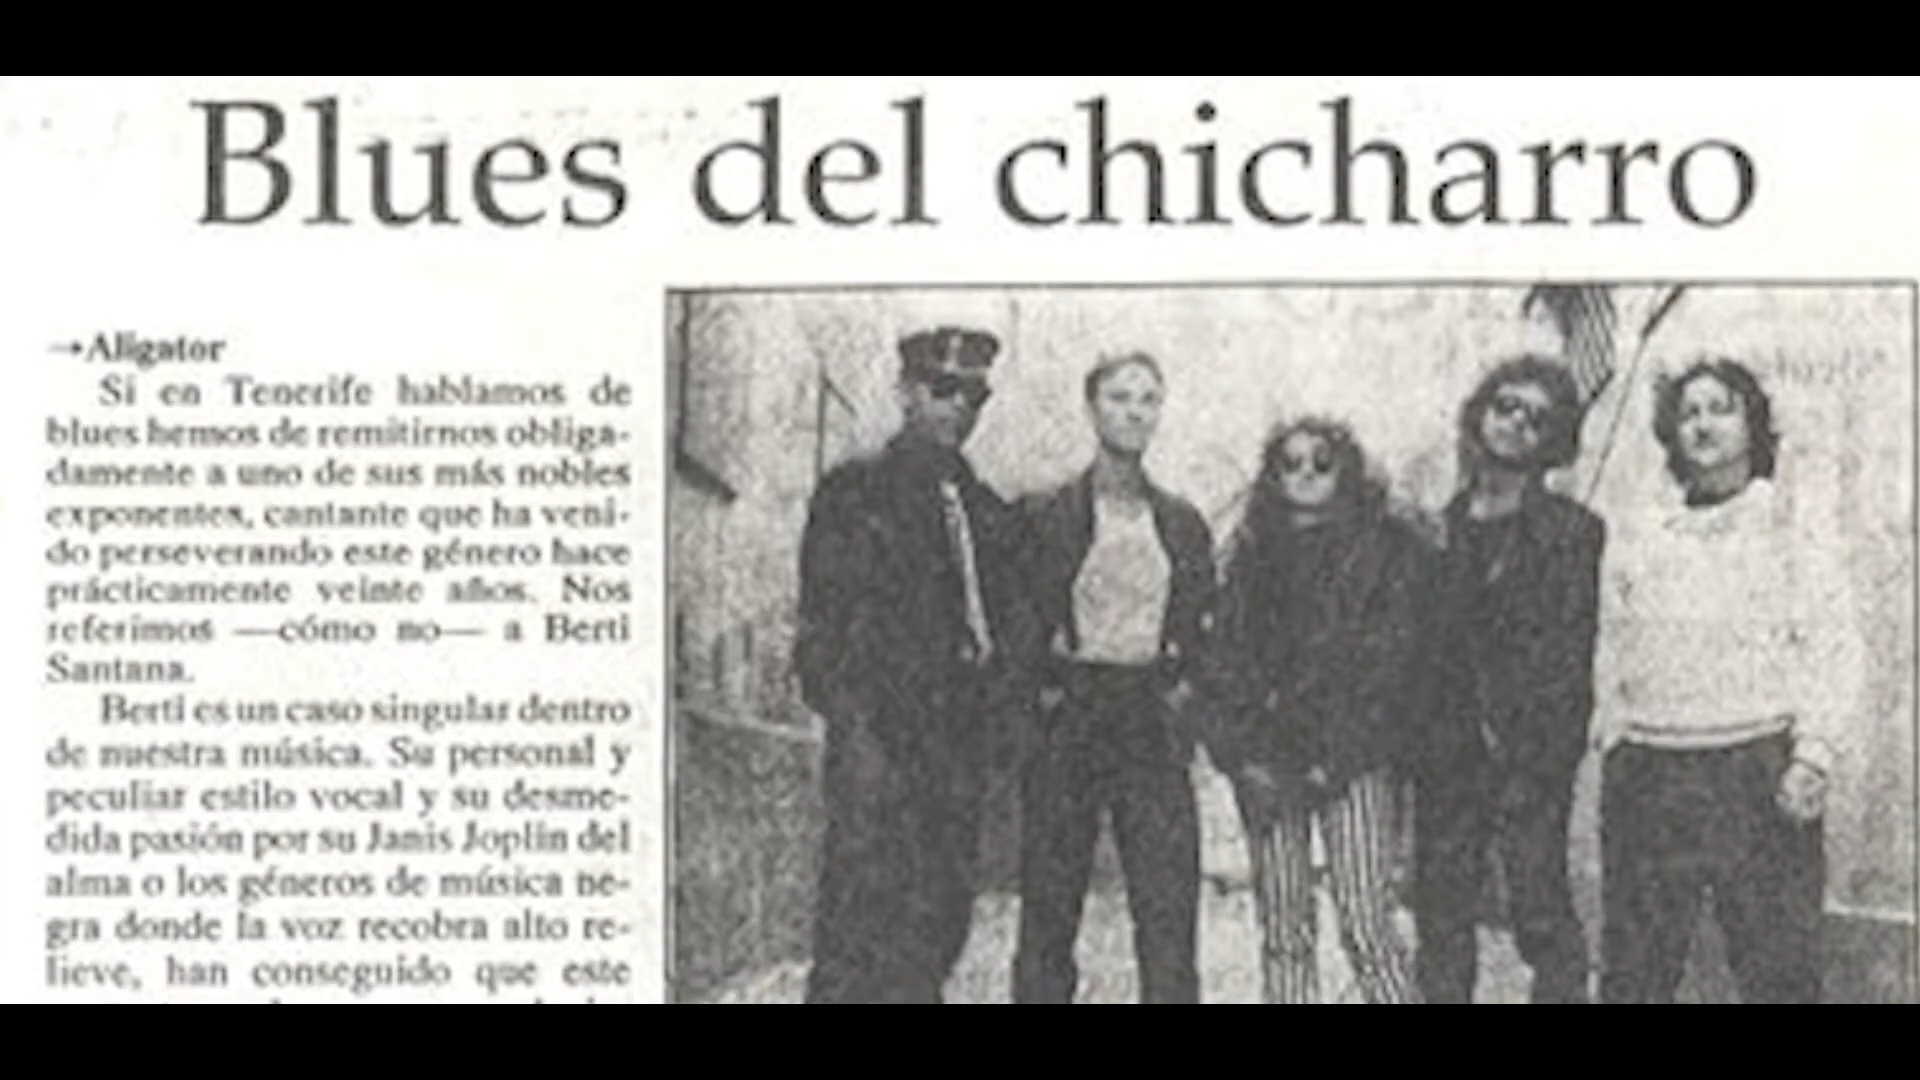 Blues del chicharro
→Aligator
Si en Tenerife hablamos de
blues hemos de remitirnos obliga-
damente a uno de sus más nobles
exponentes, cantante que ha veni-
do perseverando este género hace
prácticamente veinte años. Nos
referimos —cómo no— a Berti
Santana.
Berti es un caso singular dentro
de nuestra música. Su personal y
peculiar estilo vocal y su desme-
dida pasión por su Janis Joplin del
alma o los géneros de música ne-
gra donde la voz recobra alto re-
lieve, han conseguido que este